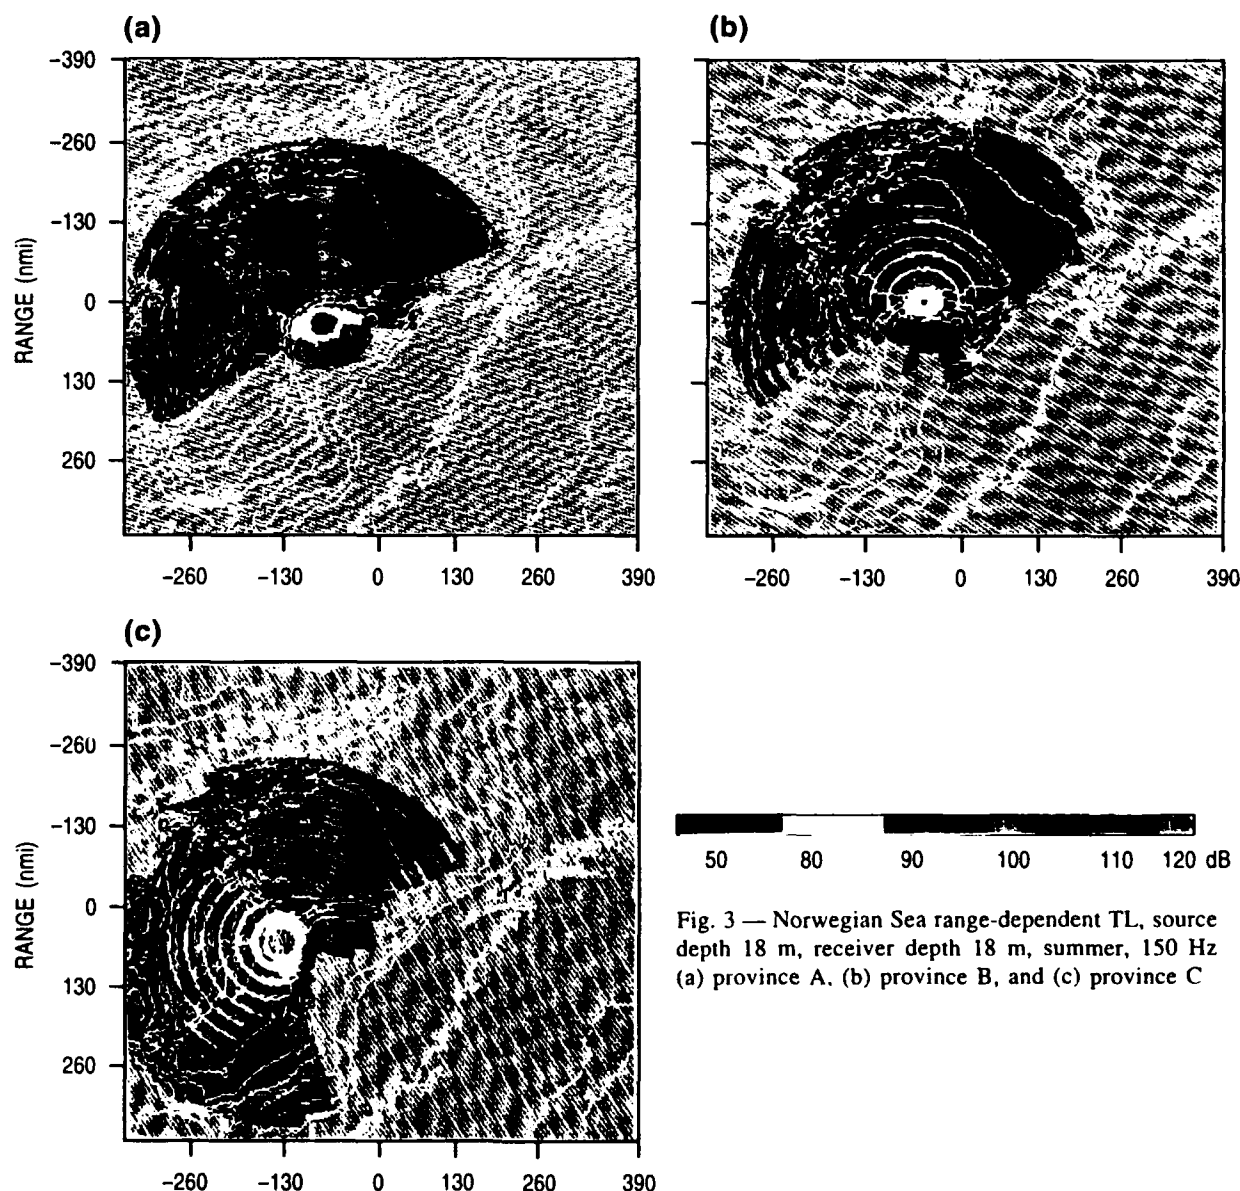 (a)
(b)
-390
-260
-130
0
130
260
RANGE (nmi)
-260 -130 0 130 260 390
-260 -130 0 130 260 390
(c)
-390
-260
-130
0
130
260
RANGE (nmi)
-260 -130 0 130 260 390
50 80 90 100 110 120 dB
Fig. 3 — Norwegian Sea range-dependent TL, source
depth 18 m, receiver depth 18 m, summer, 150 Hz
(a) province A, (b) province B, and (c) province C